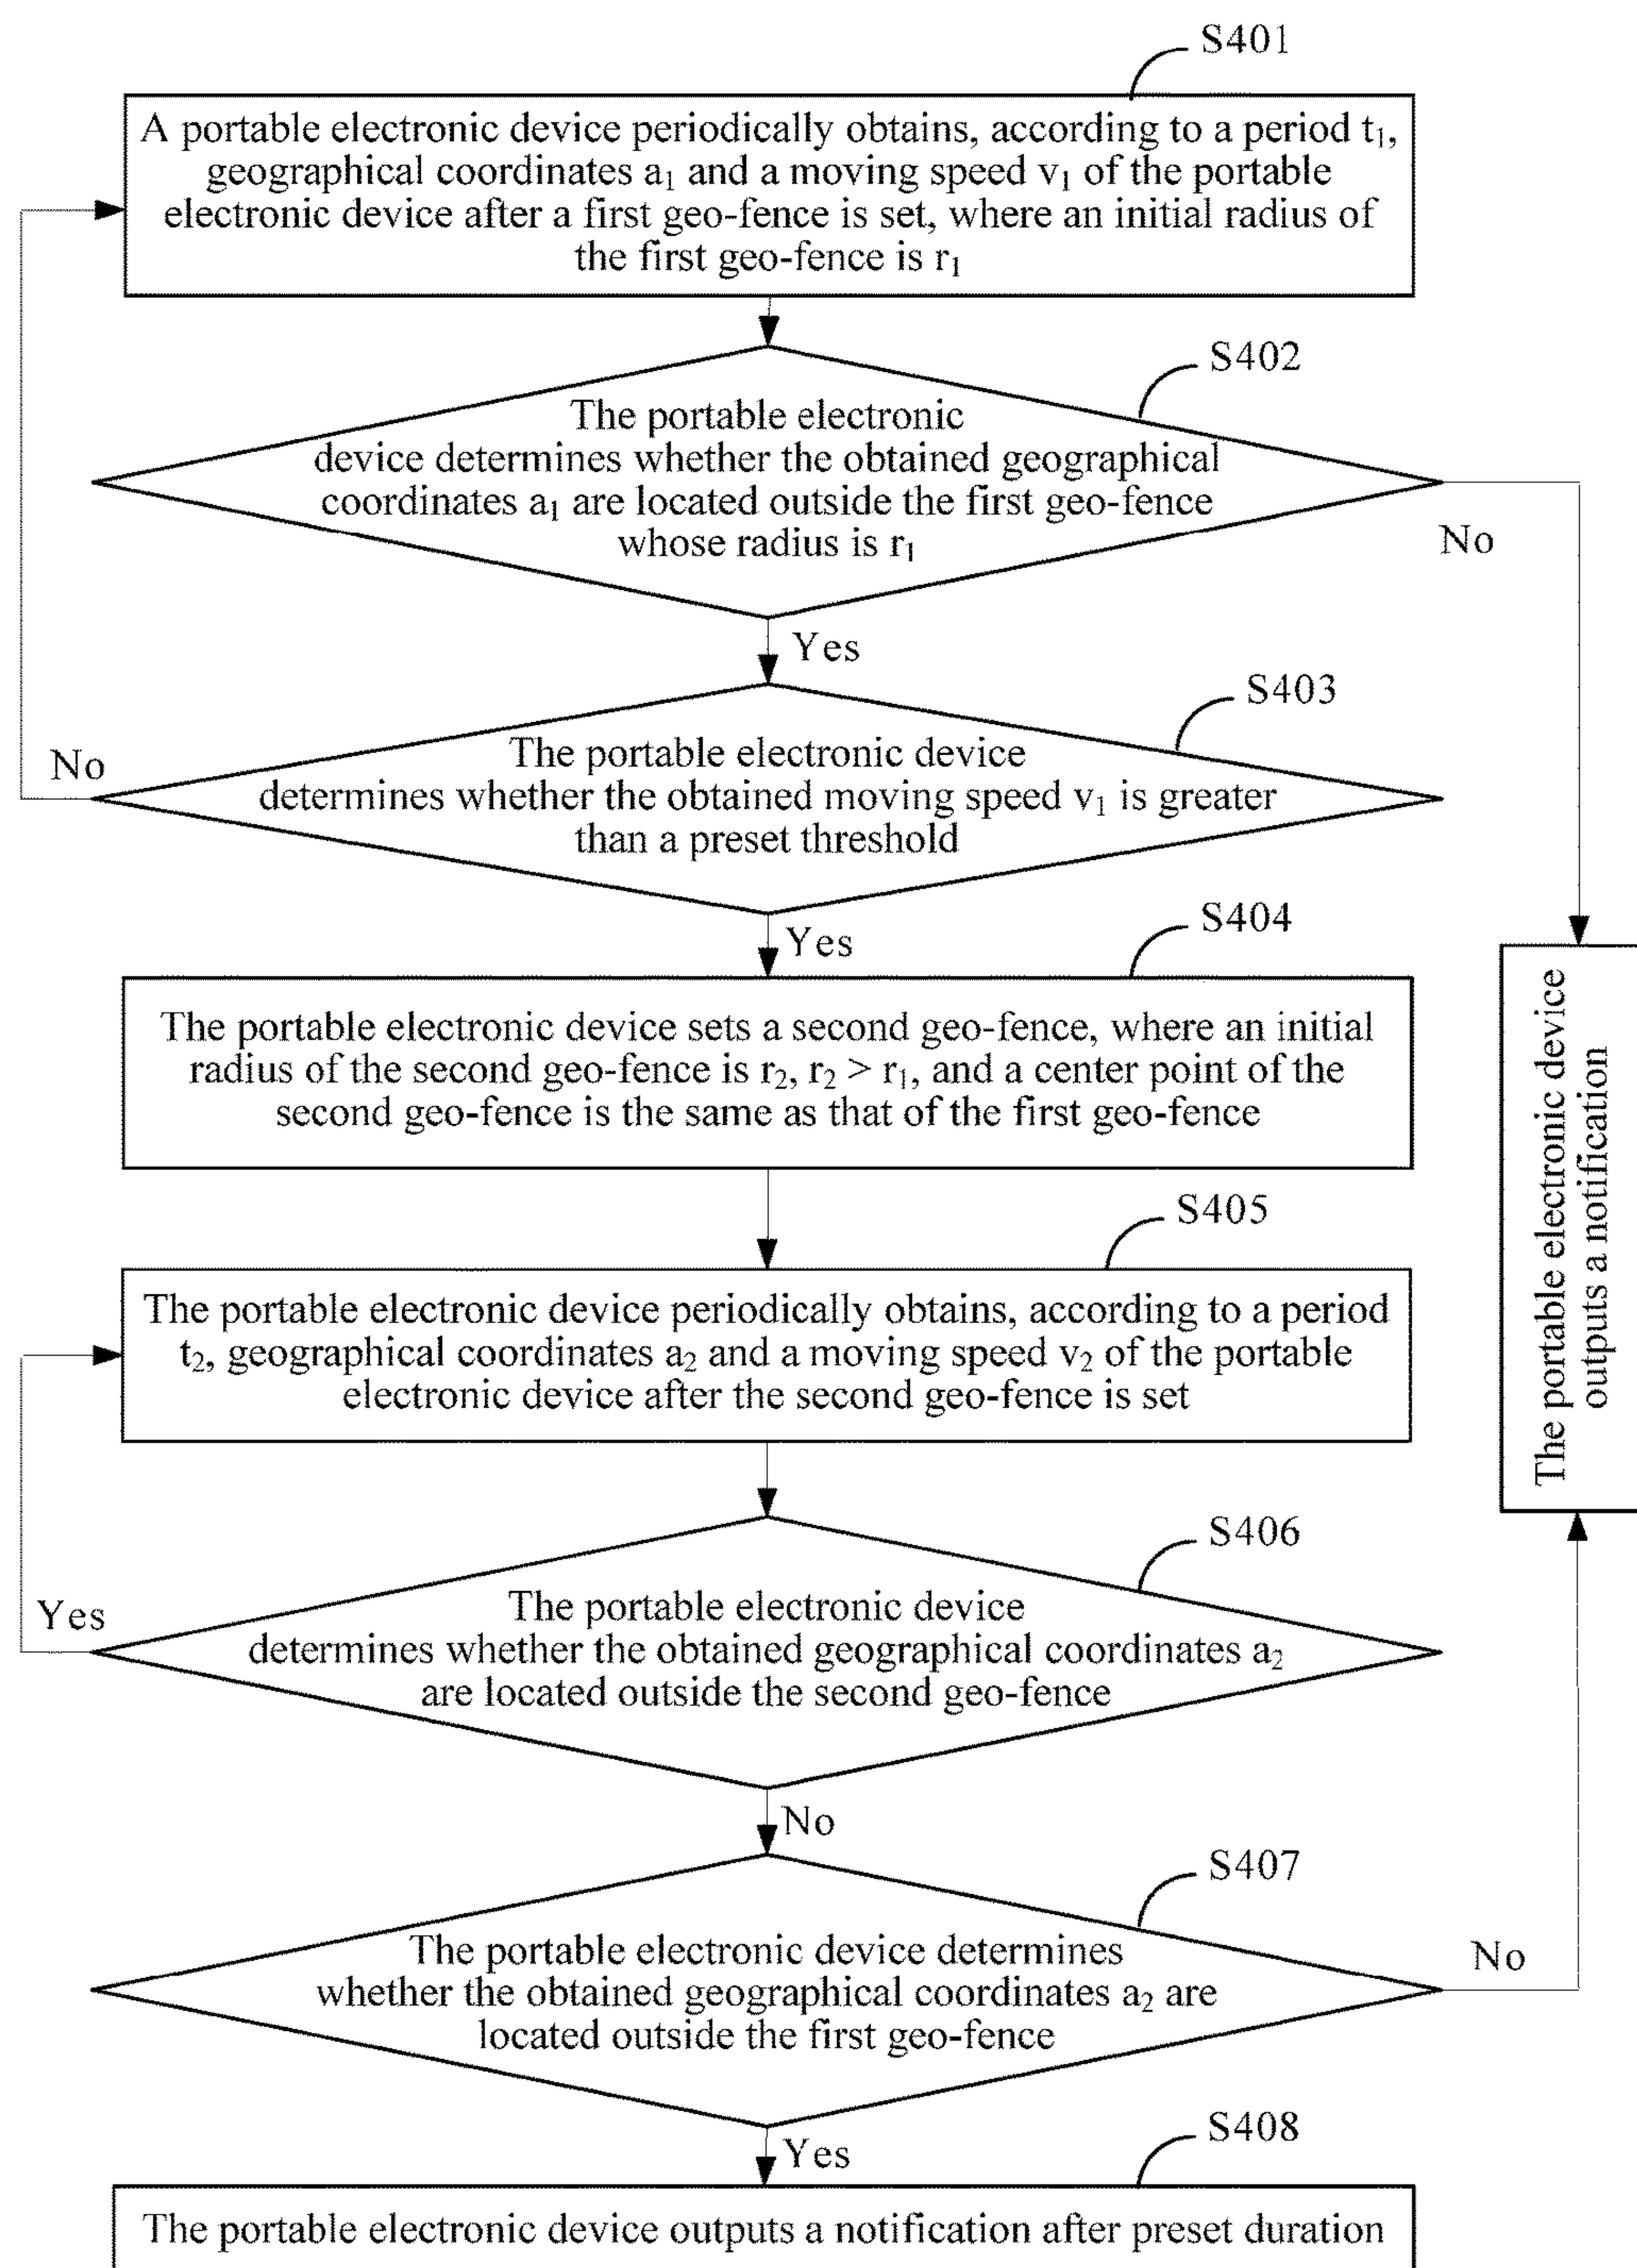 S401
A portable electronic device periodically obtains, according to a period t₁,
geographical coordinates a₁ and a moving speed v₁ of the portable
electronic device after a first geo-fence is set, where an initial radius of
the first geo-fence is r₁
S402
The portable electronic
device determines whether the obtained geographical
coordinates a₁ are located outside the first geo-fence
whose radius is r₁
No
Yes
S403
The portable electronic device
determines whether the obtained moving speed v₁ is greater
than a preset threshold
No
Yes
S404
The portable electronic device sets a second geo-fence, where an initial
radius of the second geo-fence is r₂, r₂ > r₁, and a center point of the
second geo-fence is the same as that of the first geo-fence
The portable electronic device
outputs a notification
S405
The portable electronic device periodically obtains, according to a period
t₂, geographical coordinates a₂ and a moving speed v₂ of the portable
electronic device after the second geo-fence is set
S406
The portable electronic device
determines whether the obtained geographical coordinates a₂
are located outside the second geo-fence
Yes
No
S407
The portable electronic device determines
whether the obtained geographical coordinates a₂ are
located outside the first geo-fence
No
Yes
S408
The portable electronic device outputs a notification after preset duration